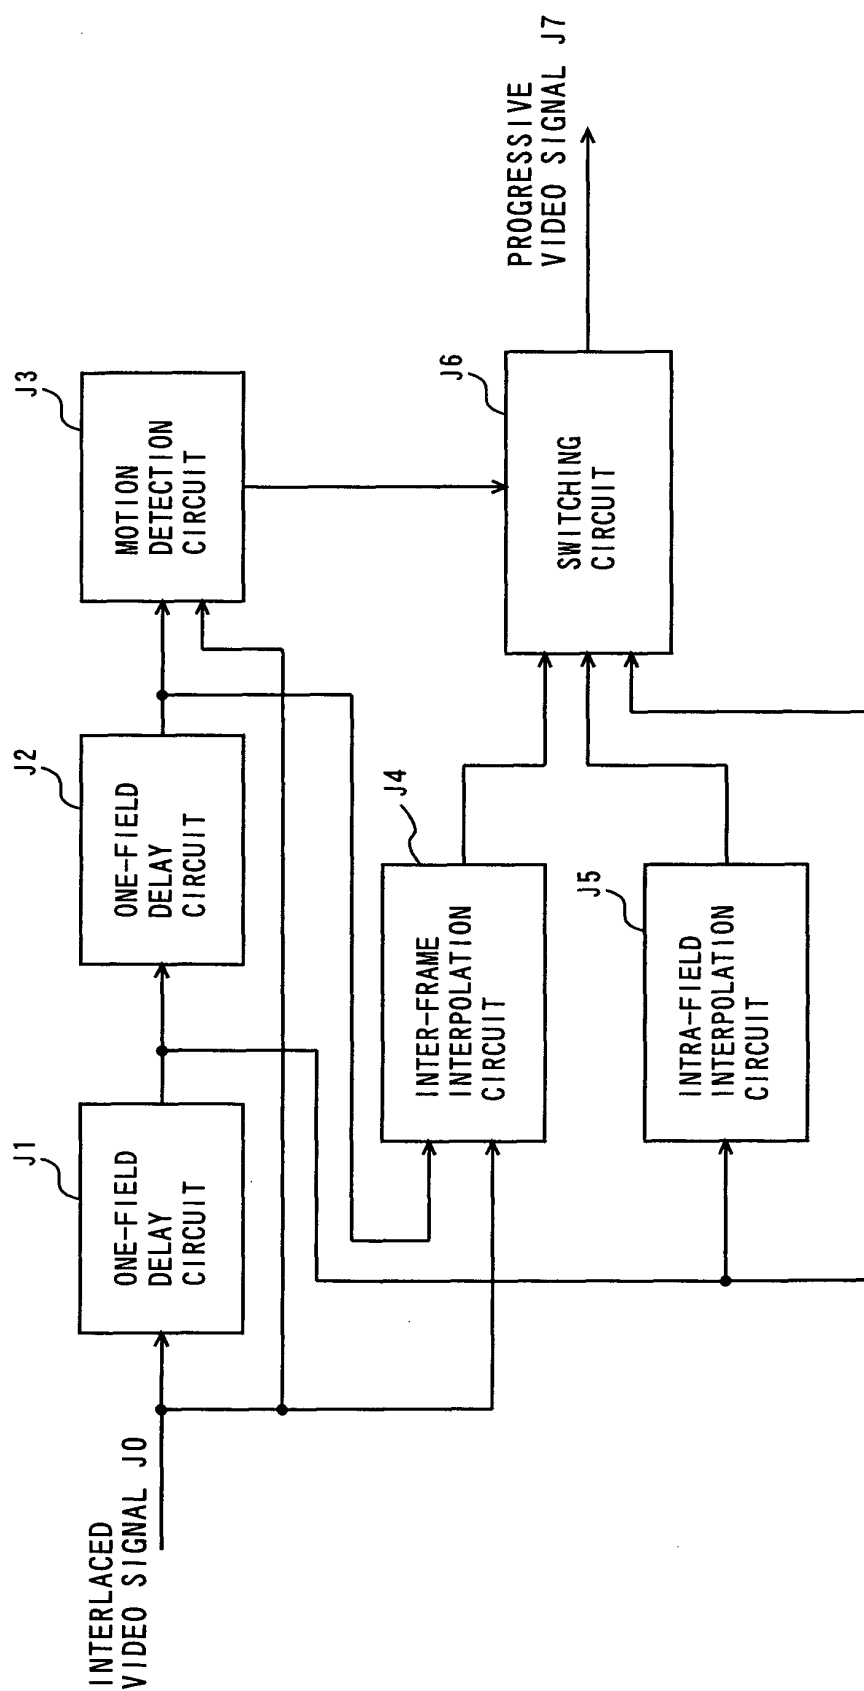 INTERLACED
VIDEO SIGNAL J0
J1
ONE-FIELD
DELAY
CIRCUIT
J2
ONE-FIELD
DELAY
CIRCUIT
J3
MOTION
DETECTION
CIRCUIT
J4
INTER-FRAME
INTERPOLATION
CIRCUIT
J5
INTRA-FIELD
INTERPOLATION
CIRCUIT
J6
SWITCHING
CIRCUIT
PROGRESSIVE
VIDEO SIGNAL J7